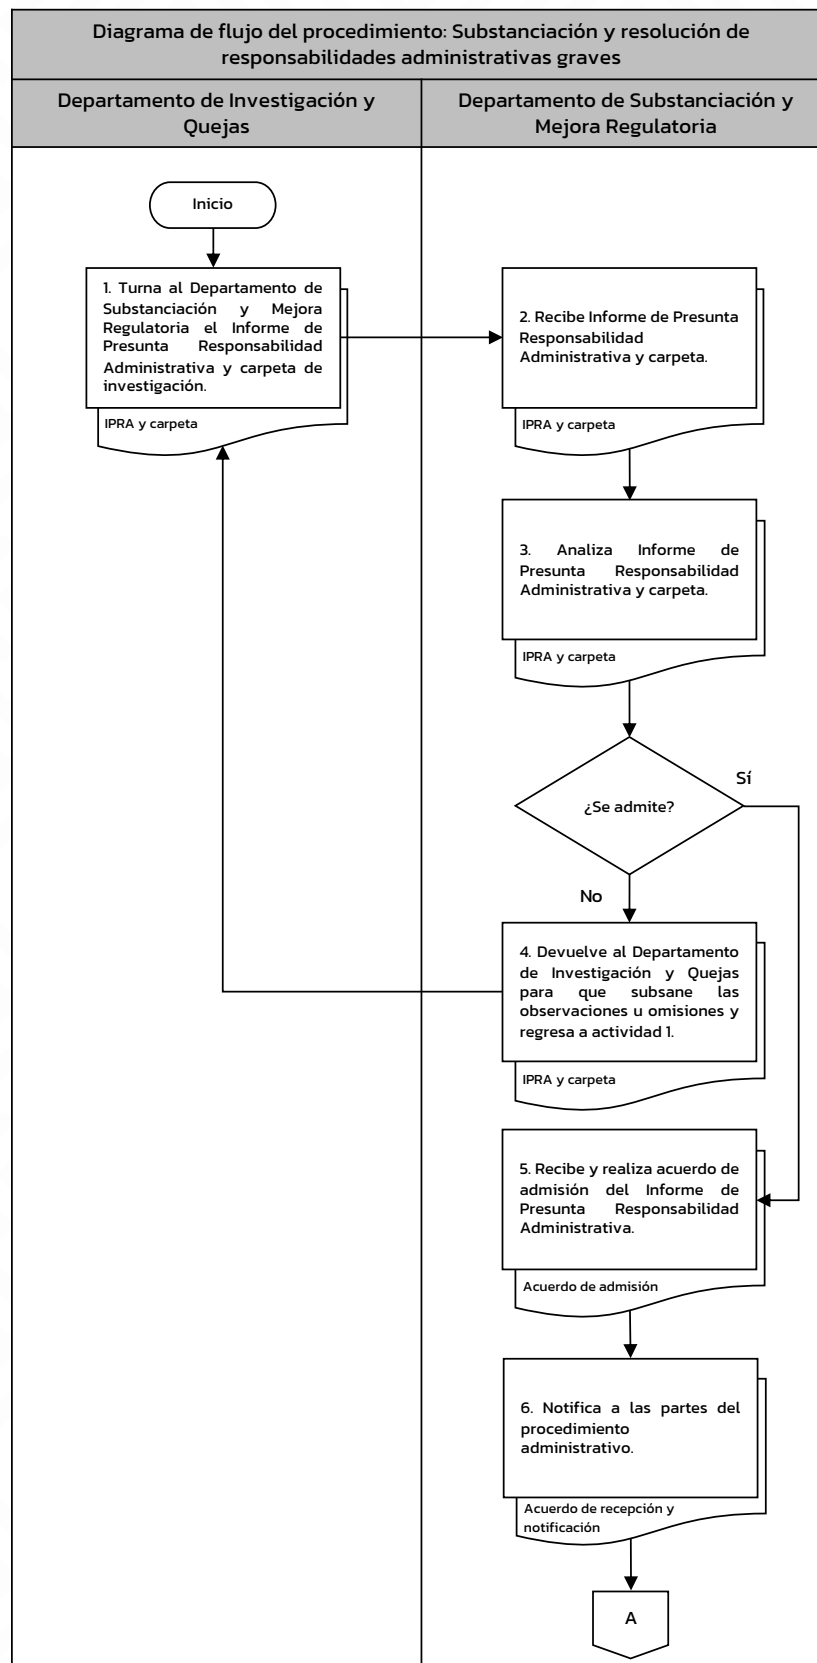 Diagrama de flujo del procedimiento: Substanciación y resolución de
responsabilidades administrativas graves
Departamento de Investigación y
Quejas
Departamento de Substanciación y
Mejora Regulatoria
Inicio
1. Turna al Departamento de
Substanciación y Mejora
Regulatoria el Informe de
Presunta Responsabilidad
Administrativa y carpeta de
investigación.
IPRA y carpeta
2. Recibe Informe de Presunta
Responsabilidad
Administrativa y carpeta.
IPRA y carpeta
3. Analiza Informe de
Presunta Responsabilidad
Administrativa y carpeta.
IPRA y carpeta
¿Se admite?
Sí
No
4. Devuelve al Departamento
de Investigación y Quejas
para que subsane las
observaciones u omisiones y
regresa a actividad 1.
IPRA y carpeta
5. Recibe y realiza acuerdo de
admisión del Informe de
Presunta Responsabilidad
Administrativa.
Acuerdo de admisión
6. Notifica a las partes del
procedimiento
administrativo.
Acuerdo de recepción y
notificación
A